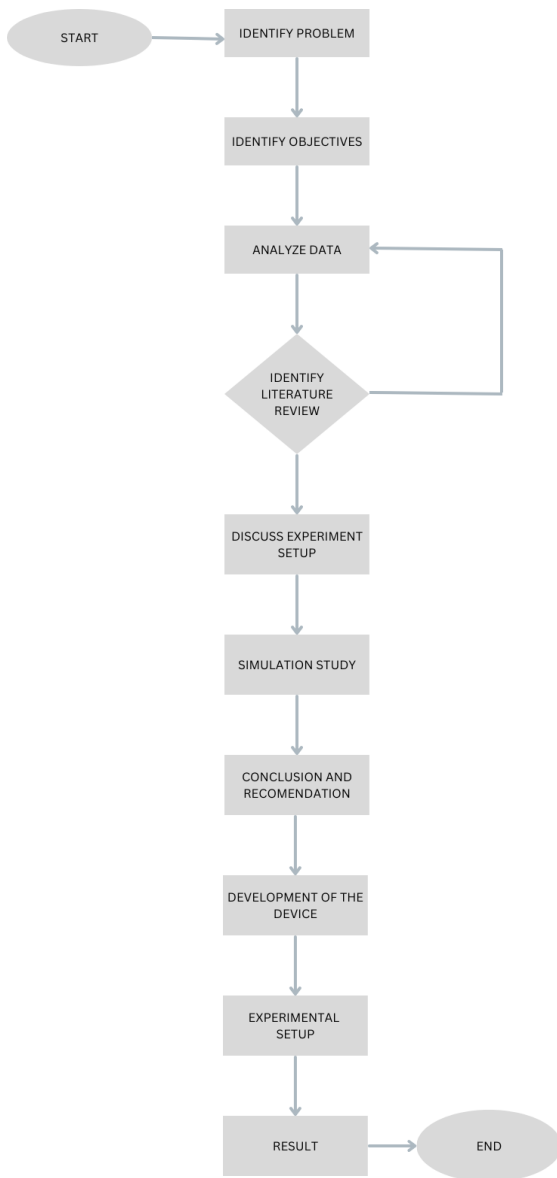 START
IDENTIFY PROBLEM
IDENTIFY OBJECTIVES
ANALYZE DATA
IDENTIFY
LITERATURE
REVIEW
DISCUSS EXPERIMENT
SETUP
SIMULATION STUDY
CONCLUSION AND
RECOMENDATION
DEVELOPMENT OF THE
DEVICE
EXPERIMENTAL
SETUP
RESULT
END